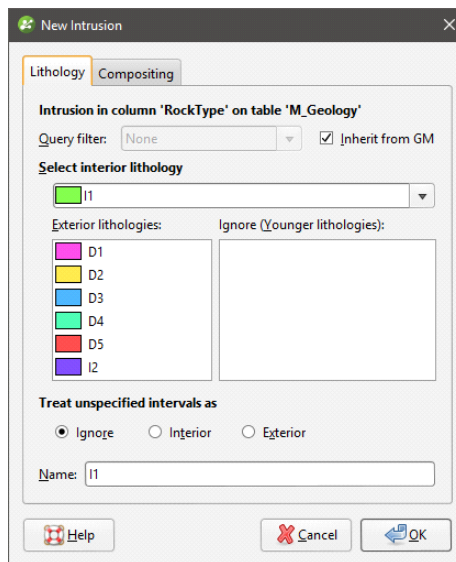 New Intrusion
Lithology Compositing
Intrusion in column 'RockType' on table 'M_Geology'
Query filter: None Inherit from GM
Select interior lithology
I1
Exterior lithologies: Ignore (Younger lithologies):
D1
D2
D3
D4
D5
I2
Treat unspecified intervals as
Ignore Interior Exterior
Name: I1
Help Cancel OK